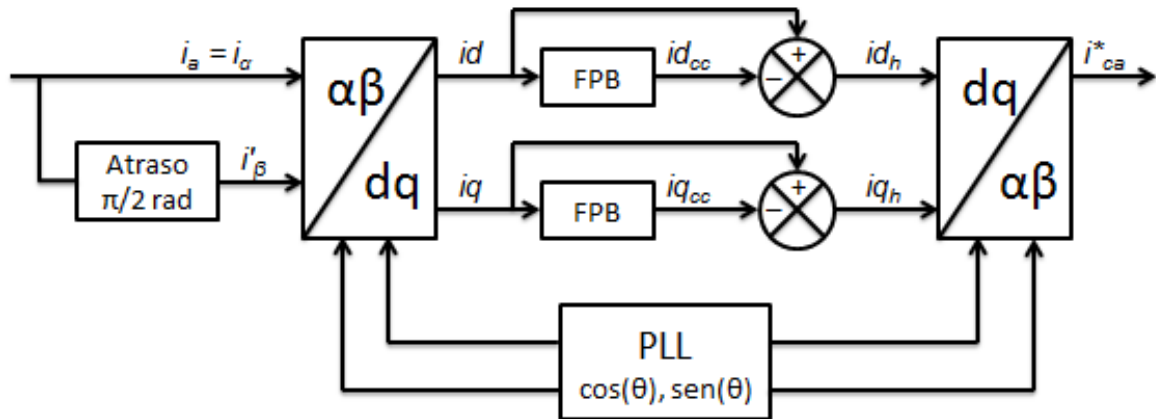 i_a = i_α
Atraso
π/2 rad
i'_β
αβ
dq
id
FPB
id_cc
+
−
id_h
iq
FPB
iq_cc
+
−
iq_h
dq
αβ
i*_ca
PLL
cos(θ), sen(θ)